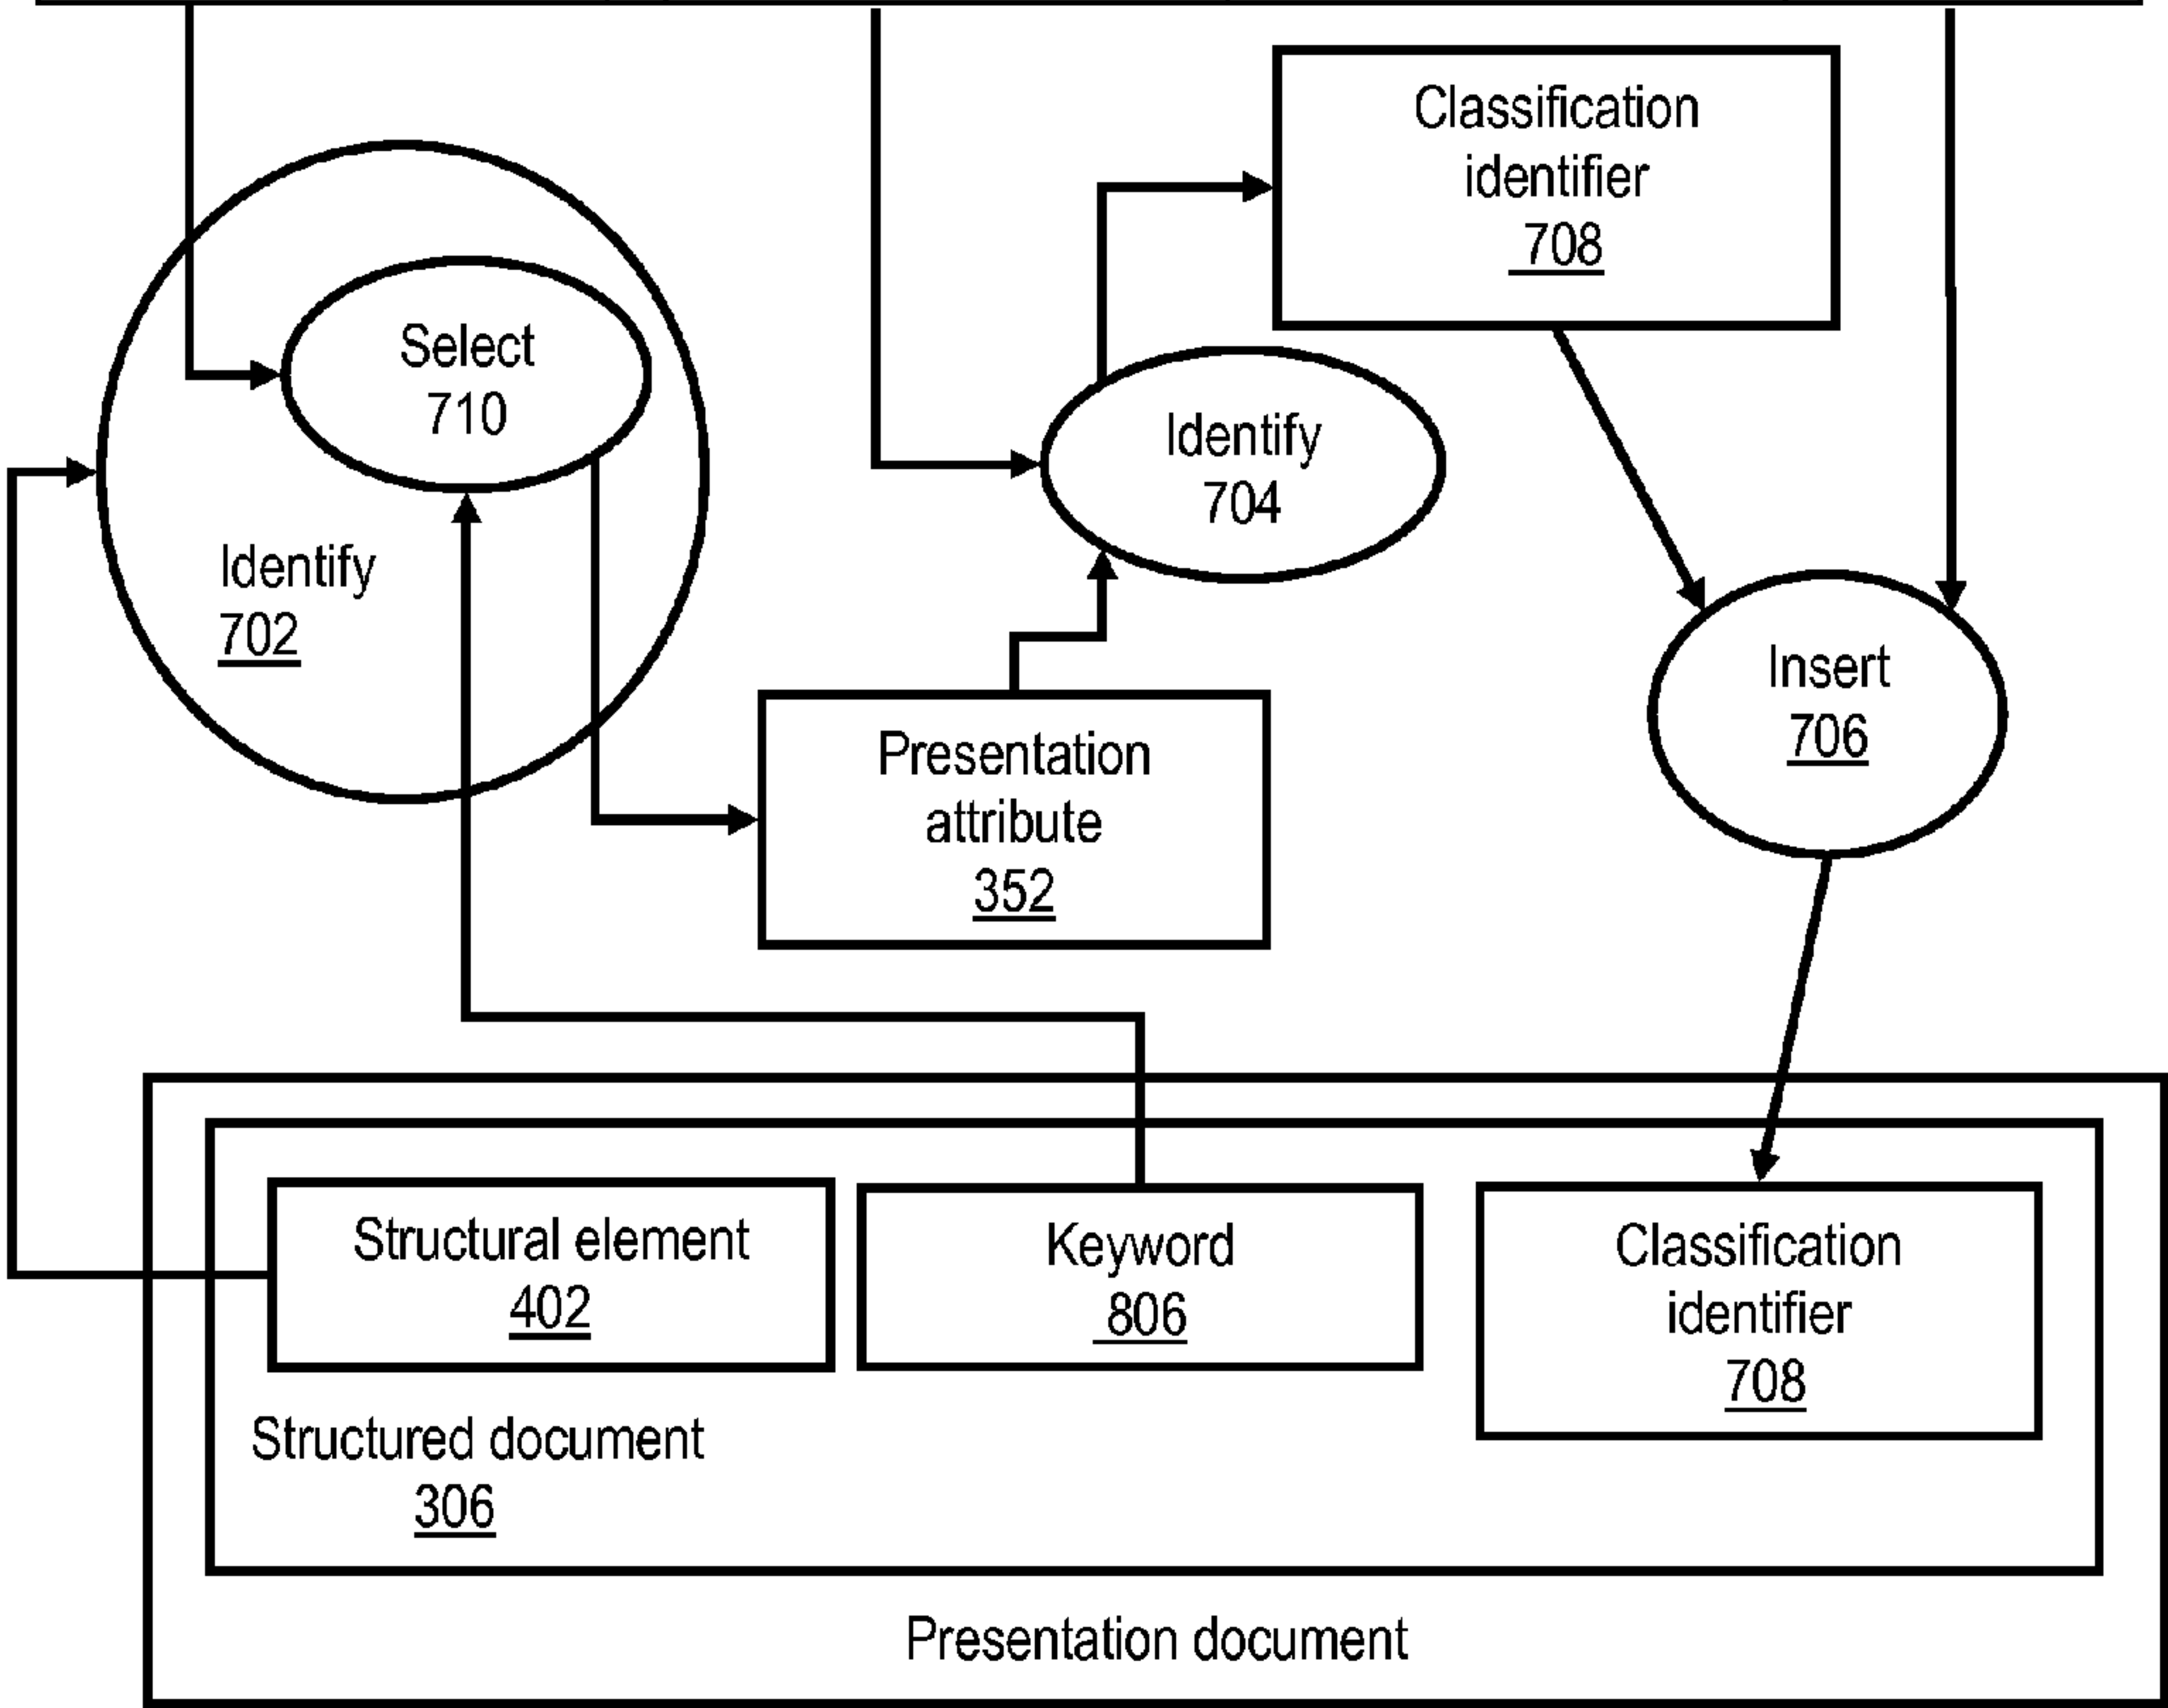 Classification
identifier
708
Select
710
Identify
704
Identify
702
Insert
706
Presentation
attribute
352
Structural element
402
Keyword
806
Classification
identifier
708
Structured document
306
Presentation document